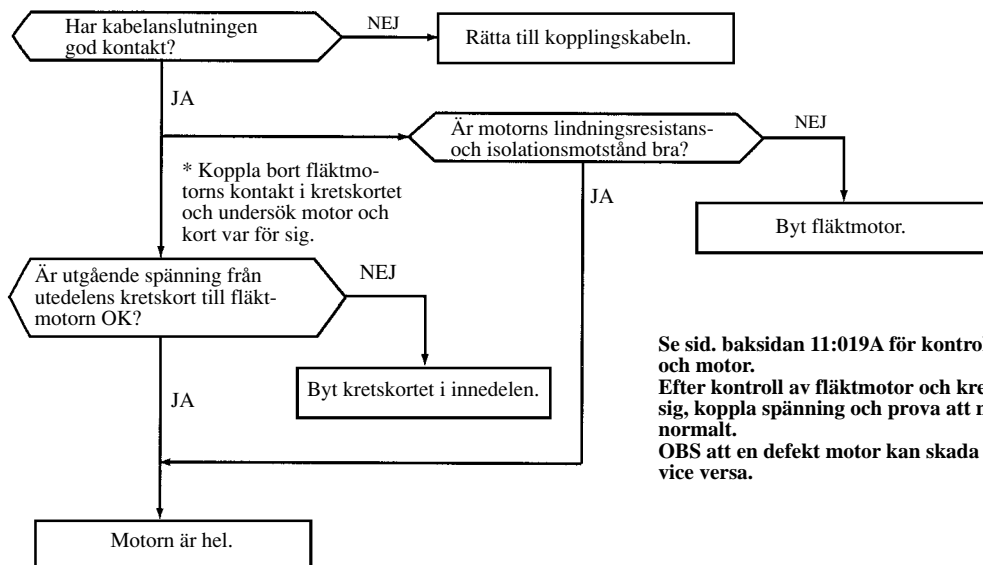 Har kabelanslutningen
god kontakt?
NEJ
Rätta till kopplingskabeln.
JA
Är motorns lindningsresistans-
och isolationsmotstånd bra?
NEJ
JA
Byt fläktmotor.
* Koppla bort fläktmo-
torns kontakt i kretskortet
och undersök motor och
kort var för sig.
Är utgående spänning från
utedelens kretskort till fläkt-
motorn OK?
NEJ
Byt kretskortet i innedelen.
JA
Se sid. baksidan 11:019A för kontrol
och motor.
Efter kontroll av fläktmotor och kre
sig, koppla spänning och prova att
normalt.
OBS att en defekt motor kan skada
vice versa.
Motorn är hel.